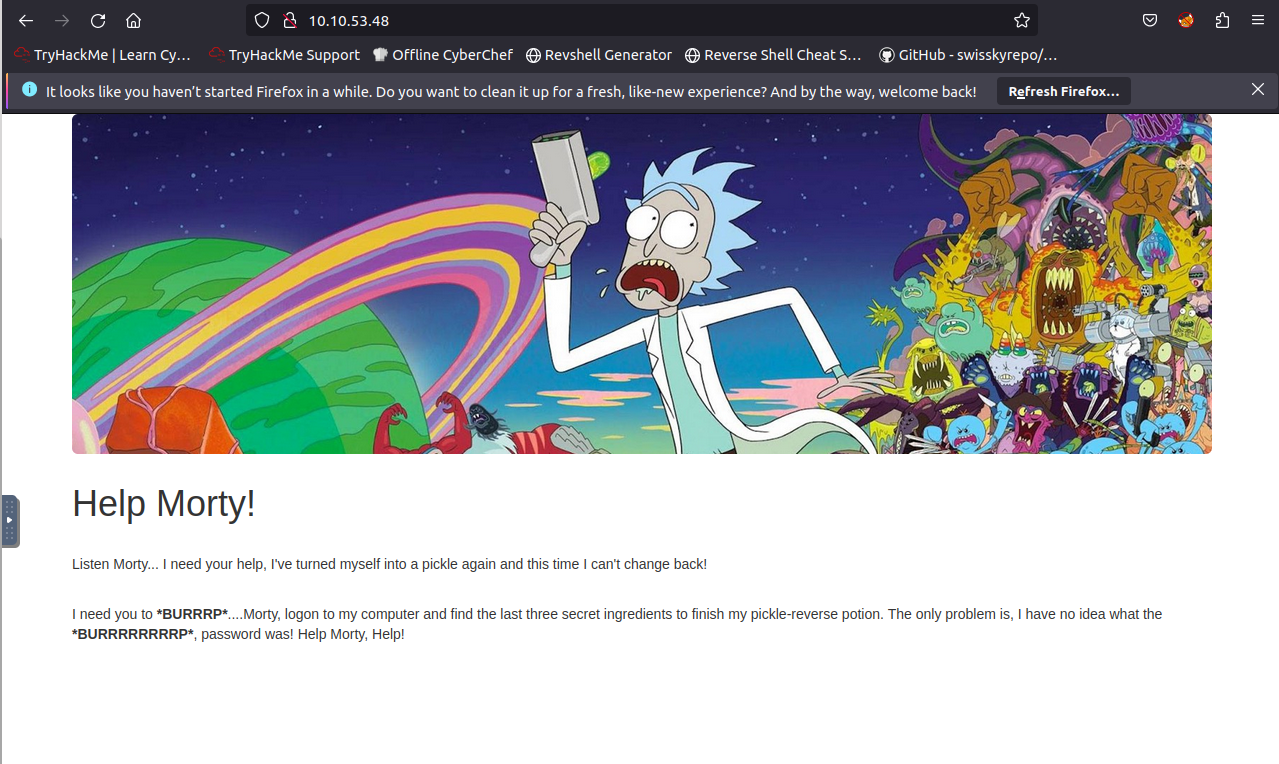 10.10.53.48
TryHackMe | Learn Cy… TryHackMe Support Offline CyberChef Revshell Generator Reverse Shell Cheat S… GitHub - swisskyrepo/…
It looks like you haven’t started Firefox in a while. Do you want to clean it up for a fresh, like-new experience? And by the way, welcome back! Refresh Firefox…
Help Morty!
Listen Morty... I need your help, I've turned myself into a pickle again and this time I can't change back!
I need you to *BURRRP*....Morty, logon to my computer and find the last three secret ingredients to finish my pickle-reverse potion. The only problem is, I have no idea what the
*BURRRRRRRRP*, password was! Help Morty, Help!